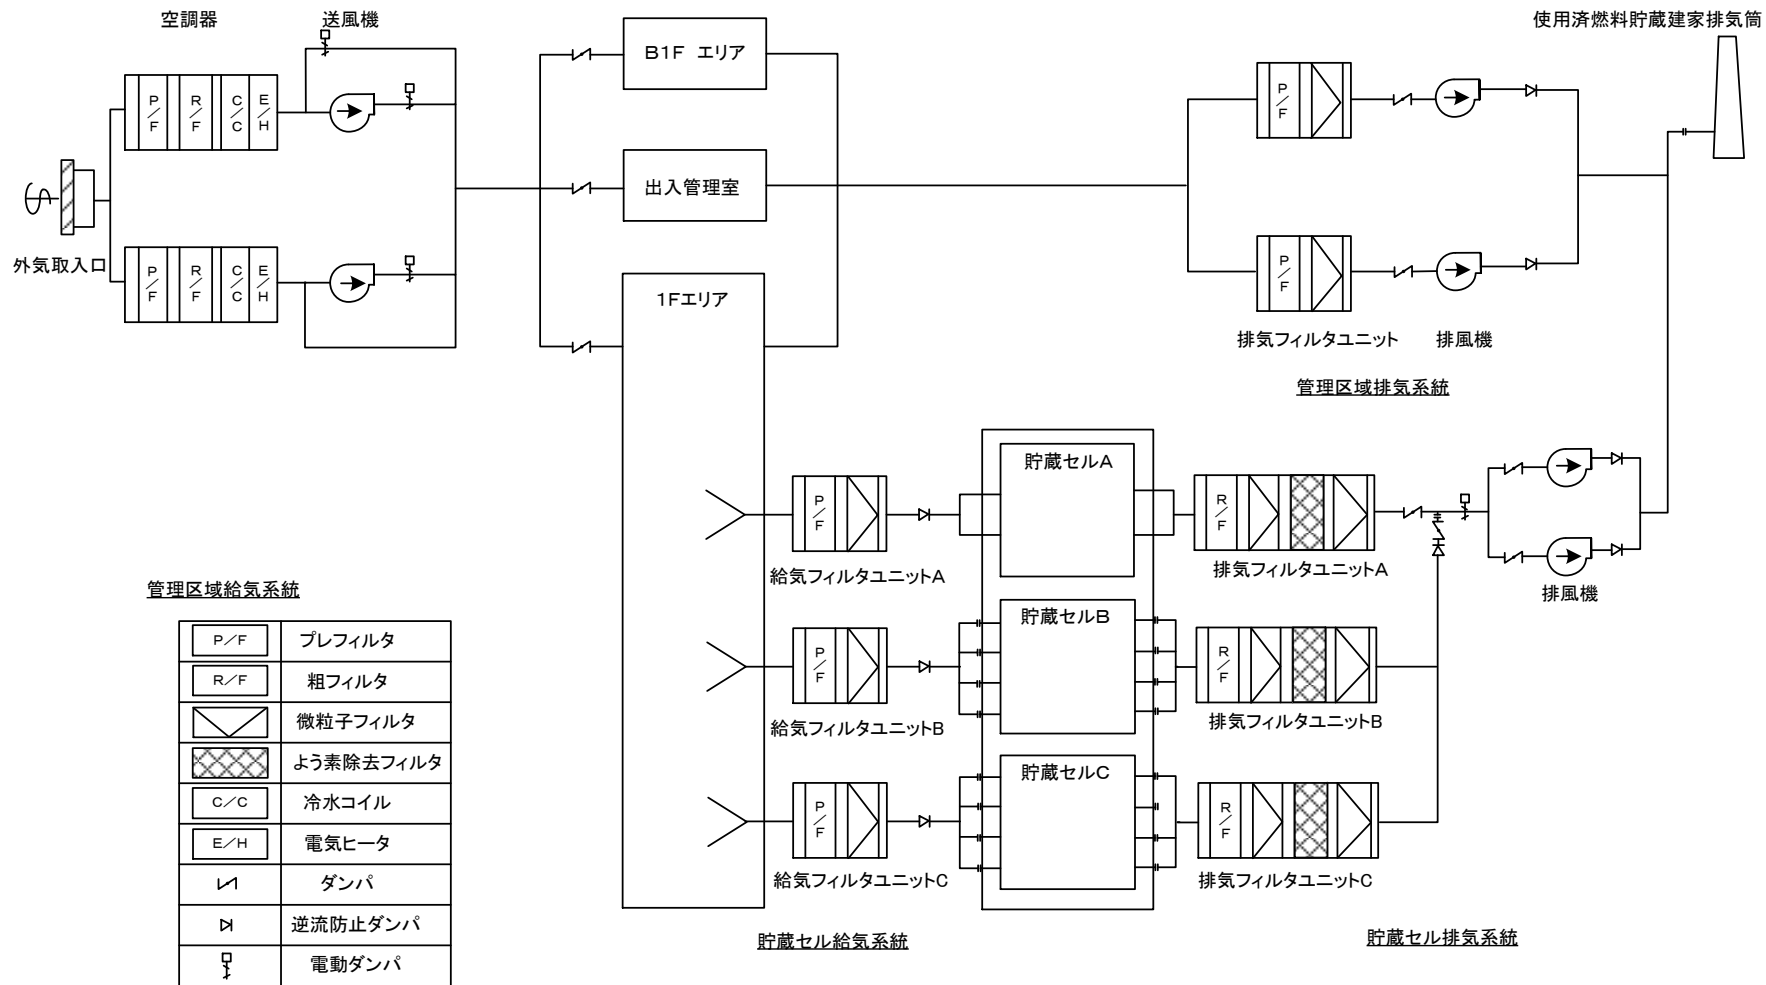 空調器
送風機
使用済燃料貯蔵建家排気筒
B1F エリア
P/F
R/F
C/C
E/H
P/F
出入管理室
外気取入口
P/F
R/F
C/C
E/H
P/F
1Fエリア
排気フィルタユニット
排風機
管理区域排気系統
貯蔵セルA
P/F
R/F
給気フィルタユニットA
排気フィルタユニットA
排風機
管理区域給気系統
貯蔵セルB
P/F
R/F
給気フィルタユニットB
排気フィルタユニットB
貯蔵セルC
P/F
R/F
給気フィルタユニットC
排気フィルタユニットC
貯蔵セル給気系統
貯蔵セル排気系統
P/F プレフィルタ
R/F 粗フィルタ
微粒子フィルタ
よう素除去フィルタ
C/C 冷水コイル
E/H 電気ヒータ
ダンパ
逆流防止ダンパ
電動ダンパ